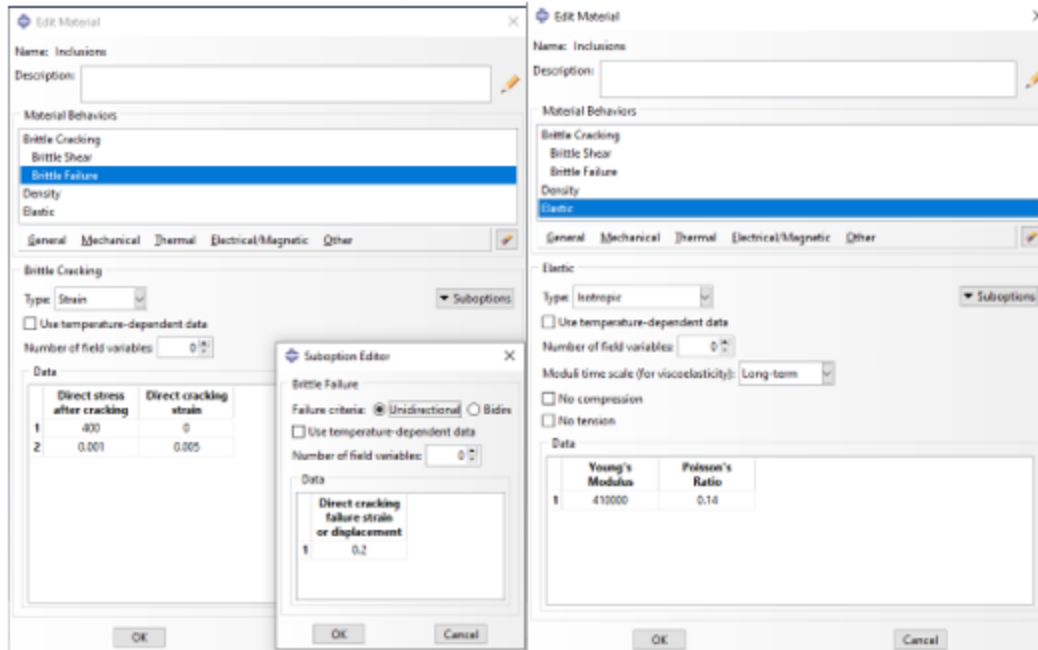 Edit Material
Name: Inclusions
Description:
Material Behaviors
Brittle Cracking
Brittle Shear
Brittle Failure
Density
Elastic
General Mechanical Thermal Electrical/Magnetic Other
Brittle Cracking
Type: Strain
Suboptions
Use temperature-dependent data
Number of field variables: 0
Data
Direct stress after cracking Direct cracking strain
1 400 0
2 0.001 0.005
OK
Suboption Editor
Brittle Failure
Failure criteria: Unidirectional Bidire
Use temperature-dependent data
Number of field variables: 0
Data
Direct cracking
failure strain
or displacement
1 0.2
OK Cancel
Edit Material
Name: Inclusions
Description:
Material Behaviors
Brittle Cracking
Brittle Shear
Brittle Failure
Density
Elastic
General Mechanical Thermal Electrical/Magnetic Other
Elastic
Type: Isotropic
Suboptions
Use temperature-dependent data
Number of field variables: 0
Moduli time scale (for viscoelasticity): Long-term
No compression
No tension
Data
Young's Modulus Poisson's Ratio
1 410000 0.14
OK Cancel